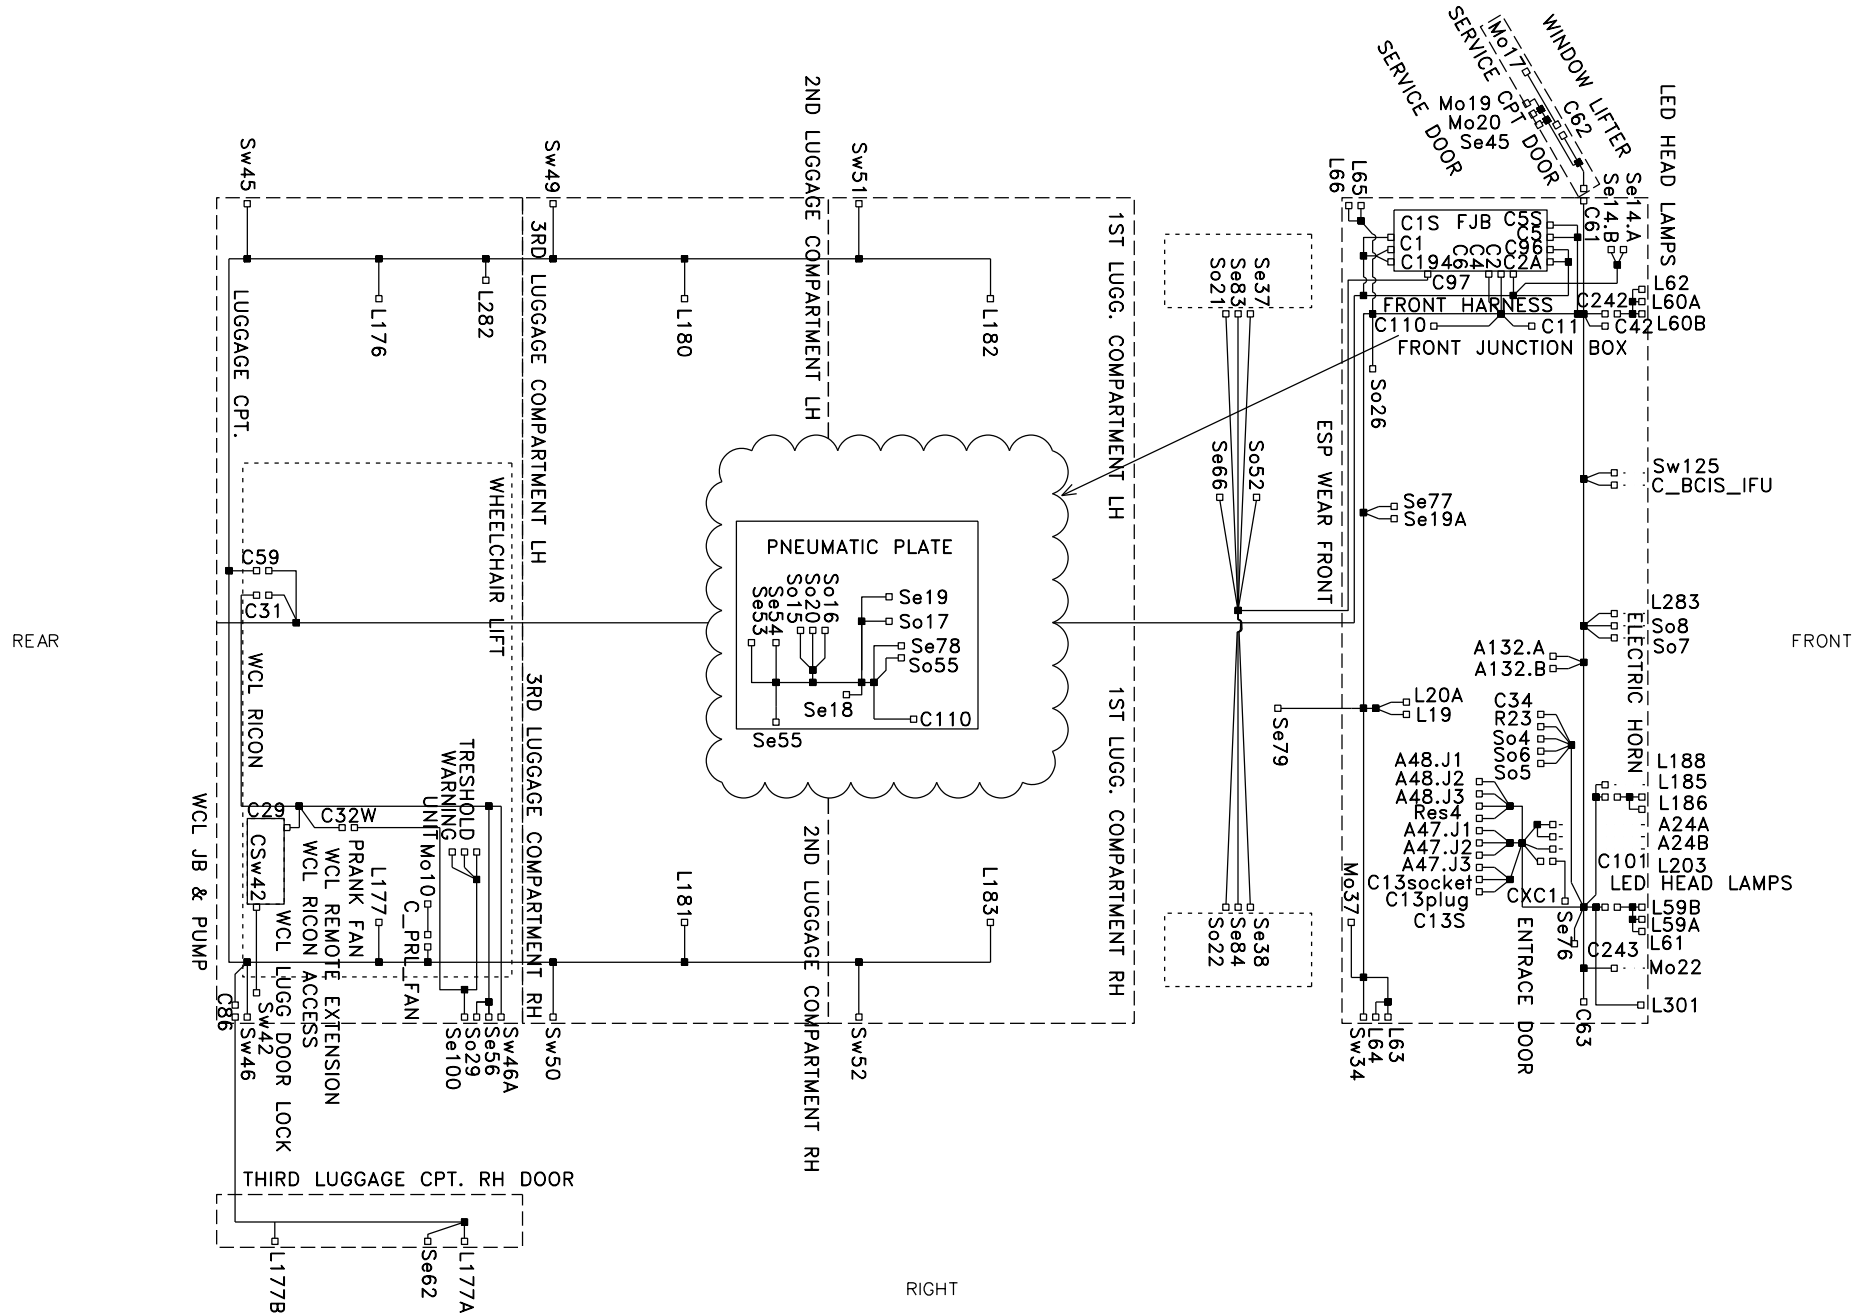 WINDOW LIFTER
SERVICE CPT DOOR
SERVICE DOOR
Mo17
Mo19
Mo20
Se45
C62
LED HEAD LAMPS
Se14.A
Se14.B
C61
L66
L65
C1S
FJB
C5S
C1
C5
C96
C194
C6
C4
C2
C2A
C97
FRONT HARNESS
C242
L62
L60A
L60B
C110
C11
C42
FRONT JUNCTION BOX
So26
Sw45
Sw49
2ND LUGGAGE COMPARTMENT LH
Sw51
LUGGAGE CPT.
L176
L282
3RD LUGGAGE COMPARTMENT LH
L180
L182
1ST LUGG. COMPARTMENT LH
So21
Se83
Se37
Se66
So52
ESP WEAR FRONT
Se77
Se19A
Sw125
C_BCIS_IFU
WHEELCHAIR LIFT
C59
C31
PNEUMATIC PLATE
Se53
Se54
So15
So20
So16
Se19
So17
Se78
So55
Se18
C110
Se55
REAR
FRONT
L283
So8
So7
ELECTRIC HORN
A132.A
A132.B
L20A
L19
Se79
C34
R23
So4
So6
So5
WCL RICON
3RD LUGGAGE COMPARTMENT RH
1ST LUGG. COMPARTMENT RH
TRESHOLD
WARNING
UNIT
WCL JB & PUMP
C29
C32W
CSw42
PRANK FAN
WCL REMOTE EXTENSION
WCL RICON ACCESS
WCL LUGG DOOR LOCK
L177
Mo10
C_PRL_FAN
L181
2ND LUGGAGE COMPARTMENT RH
L183
So22
Se84
Se38
Mo37
A48.J1
A48.J2
A48.J3
Res4
A47.J1
A47.J2
A47.J3
C13socket
C13plug
C13S
CXC1
Se76
ENTRACE DOOR
L188
L185
L186
A24A
A24B
C101
L203
LED HEAD LAMPS
L59B
L59A
L61
C243
Mo22
L301
C63
C86
Sw46
Sw42
Se100
So29
Se56
Sw46A
Sw50
Sw52
Sw34
L64
L63
THIRD LUGGAGE CPT. RH DOOR
L177B
Se62
L177A
RIGHT